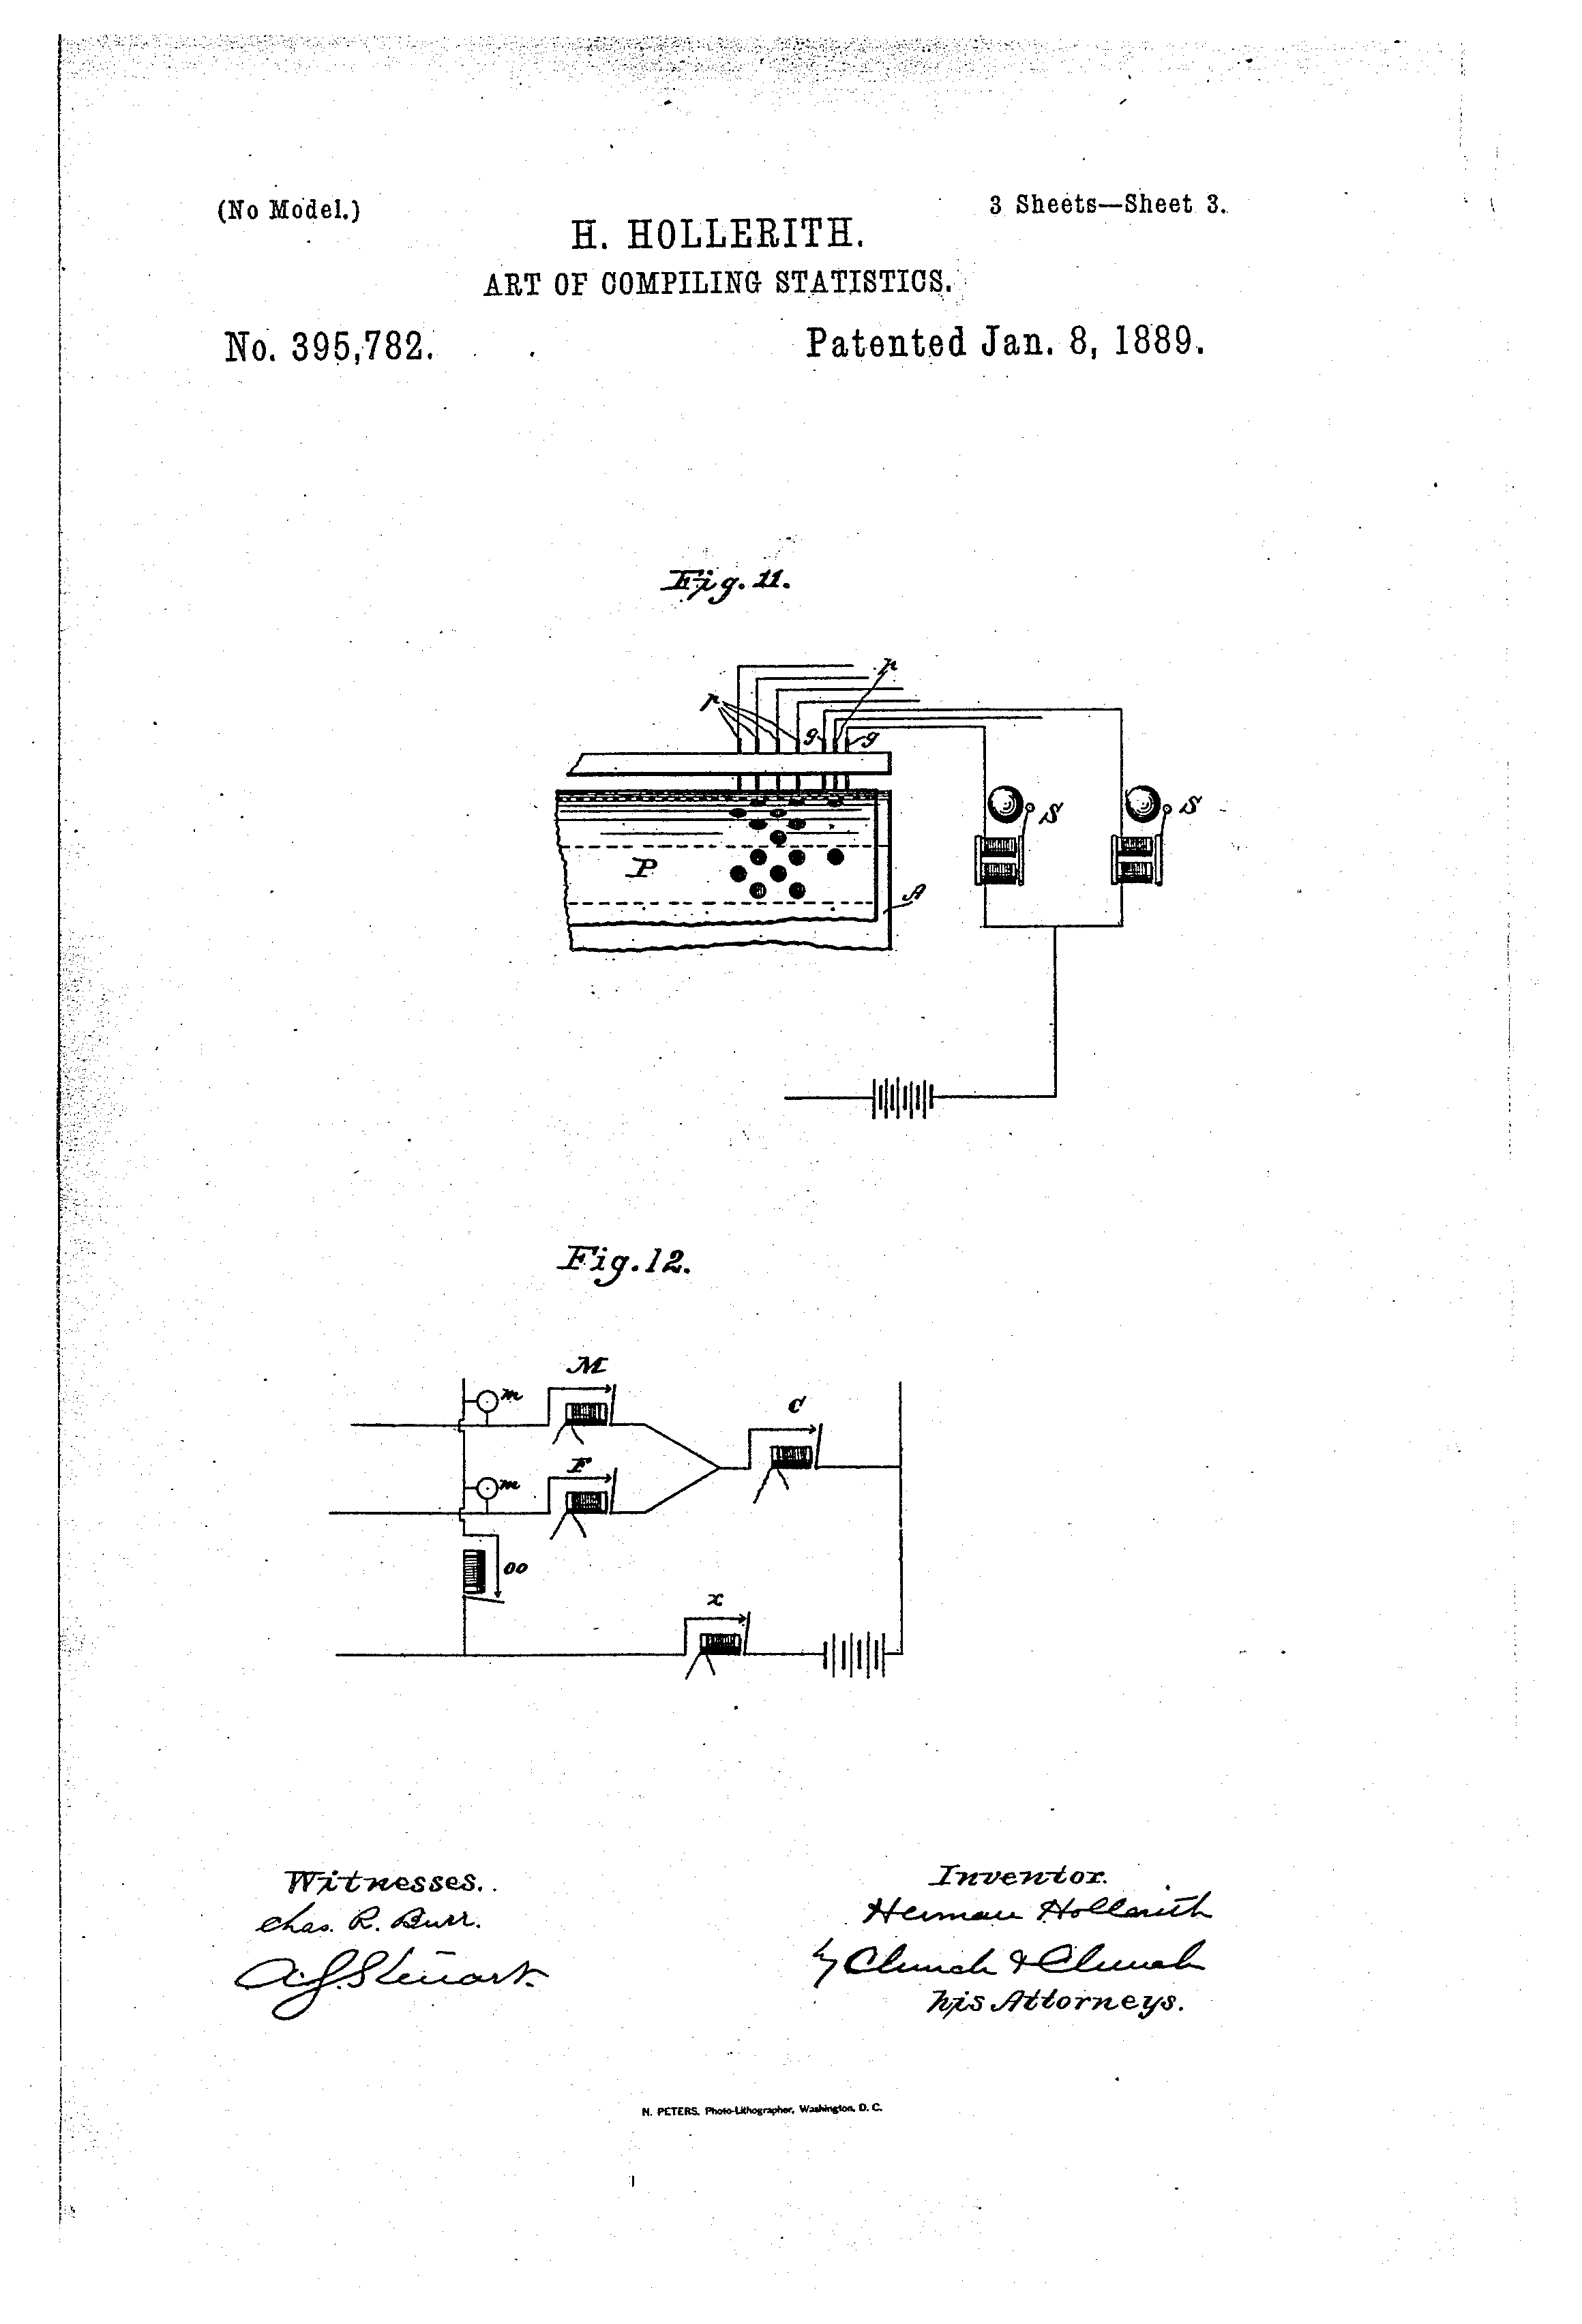 (No Model.)
3 Sheets—Sheet 3.
H. HOLLERITH.
ART OF COMPILING STATISTICS.
No. 395,782.
Patented Jan. 8, 1889.
Fig. 11.
p
p
g
g
S
S
P
A
Fig. 12.
M
m
C
F
m
oo
x
Witnesses.
Chas. R. Burr.
A. S. Steuart.
Inventor.
Herman Hollerith
by Church & Church
his Attorneys.
N. PETERS, Photo-Lithographer, Washington, D. C.